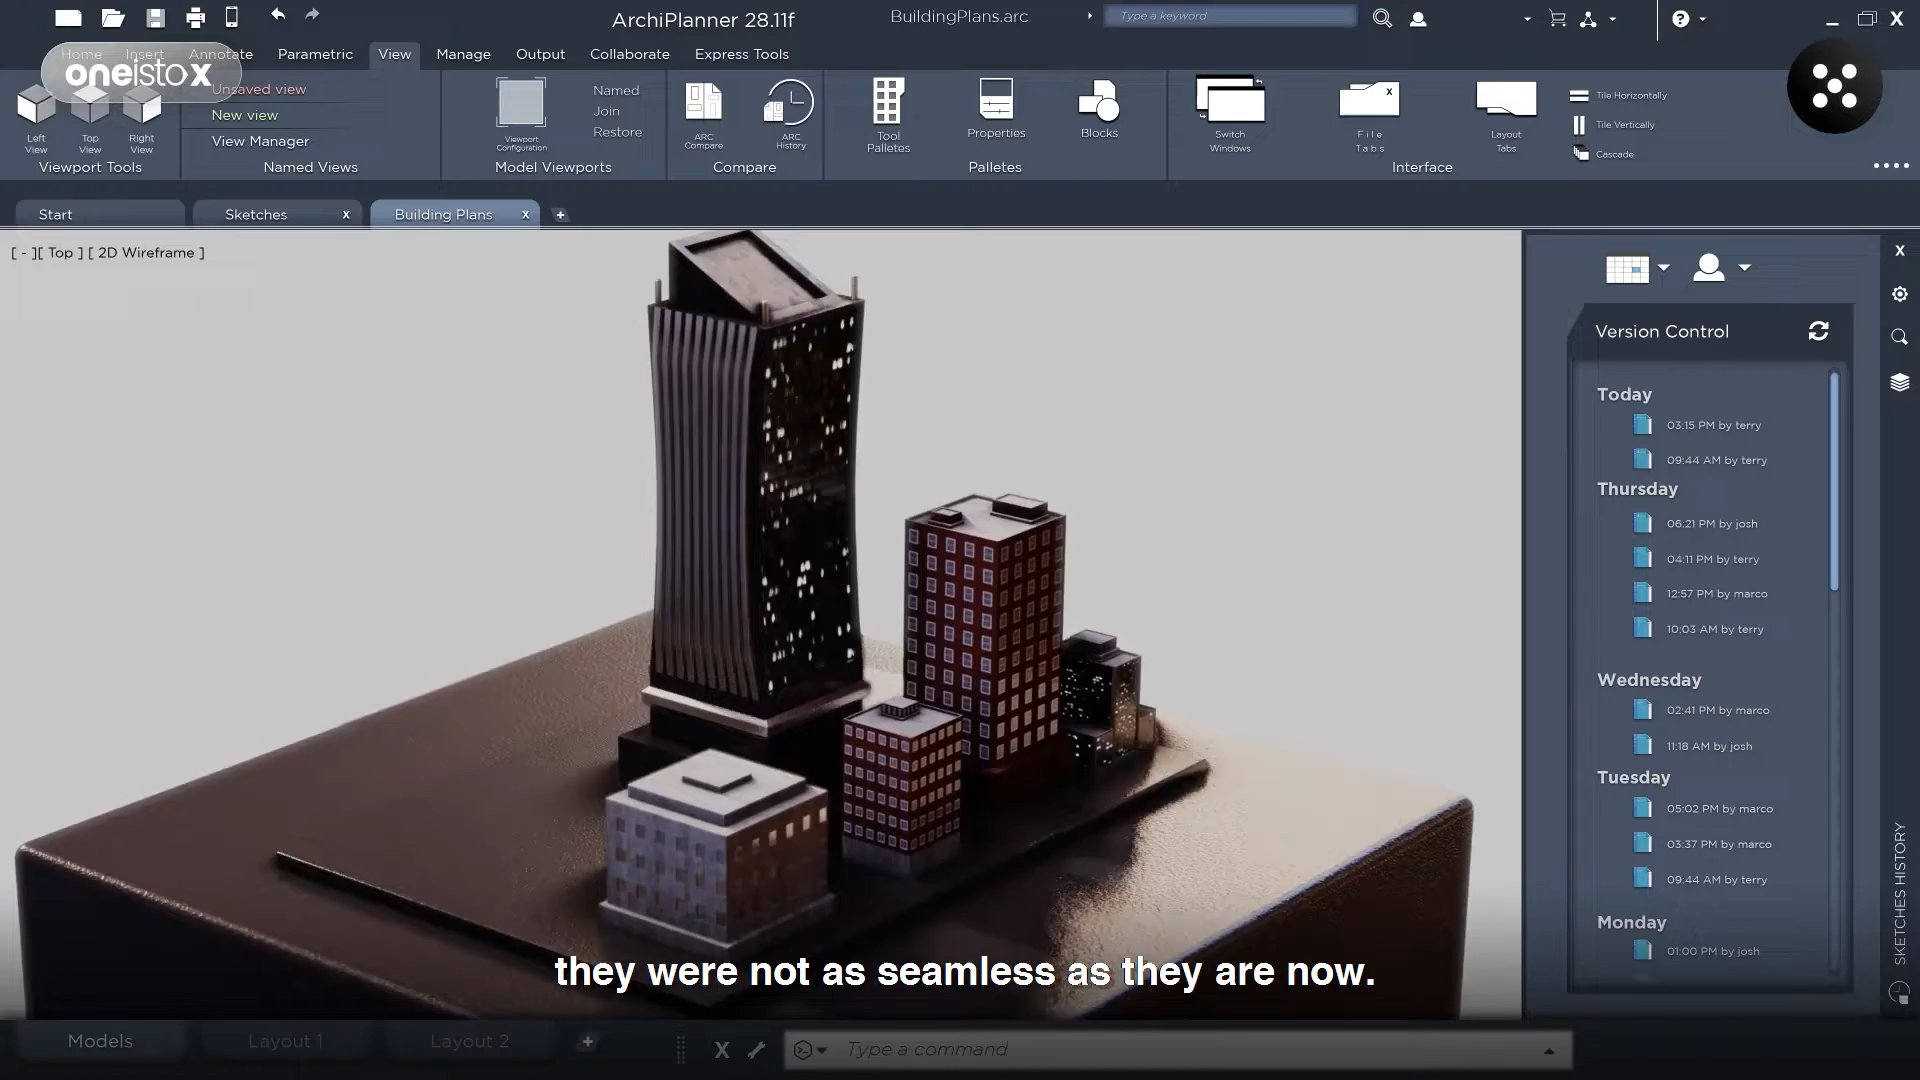 ArchiPlanner 28.11f
BuildingPlans.arc
Type a keyword
Home Insert Annotate Parametric View Manage Output Collaborate Express Tools
oneistox
Unsaved view
New view
View Manager
Left View
Top View
Right View
Viewport Tools
Named Views
Viewport Configuration
Named
Join
Restore
Model Viewports
ARC Compare
ARC History
Compare
Tool Palletes
Properties
Blocks
Palletes
Switch Windows
File Tabs
Layout Tabs
Tile Horizontally
Tile Vertically
Cascade
Interface
Start
Sketches x
Building Plans x
[ - ][ Top ] [ 2D Wireframe ]
Version Control
Today
03:15 PM by terry
09:44 AM by terry
Thursday
06:21 PM by josh
04:11 PM by terry
12:57 PM by marco
10:03 AM by terry
Wednesday
02:41 PM by marco
11:18 AM by josh
Tuesday
05:02 PM by marco
03:37 PM by marco
09:44 AM by terry
Monday
01:00 PM by josh
SKETCHES HISTORY
they were not as seamless as they are now.
Models
Layout 1
Layout 2
Type a command